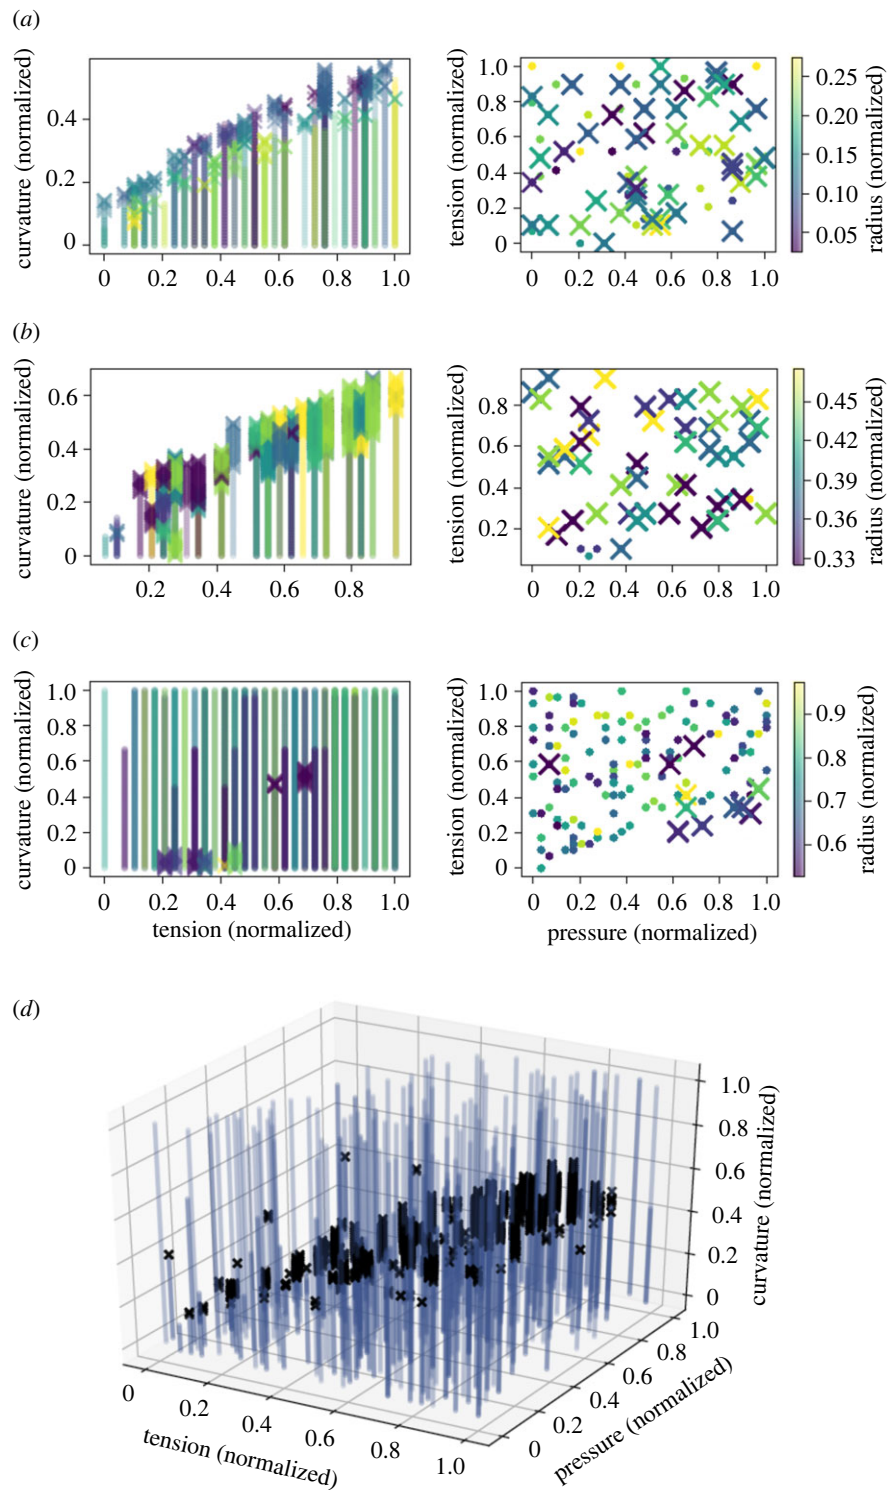 (a)
curvature (normalized)
0.4
0.2
0
0 0.2 0.4 0.6 0.8 1.0
tension (normalized)
1.0
0.8
0.6
0.4
0.2
0
0 0.2 0.4 0.6 0.8 1.0
0.25
0.20
0.15
0.10
0.05
radius (normalized)
(b)
curvature (normalized)
0.6
0.4
0.2
0
0.2 0.4 0.6 0.8
tension (normalized)
0.8
0.6
0.4
0.2
0 0.2 0.4 0.6 0.8 1.0
0.45
0.42
0.39
0.36
0.33
radius (normalized)
(c)
curvature (normalized)
1.0
0.8
0.6
0.4
0.2
0
0 0.2 0.4 0.6 0.8 1.0
tension (normalized)
tension (normalized)
1.0
0.8
0.6
0.4
0.2
0
0 0.2 0.4 0.6 0.8 1.0
pressure (normalized)
0.9
0.8
0.7
0.6
radius (normalized)
(d)
1.0
0.8
0.6
0.4
0.2
0
curvature (normalized)
1.0
0.8
0.6
0.4
0.2
0
pressure (normalized)
0
0.2
0.4
0.6
0.8
1.0
tension (normalized)